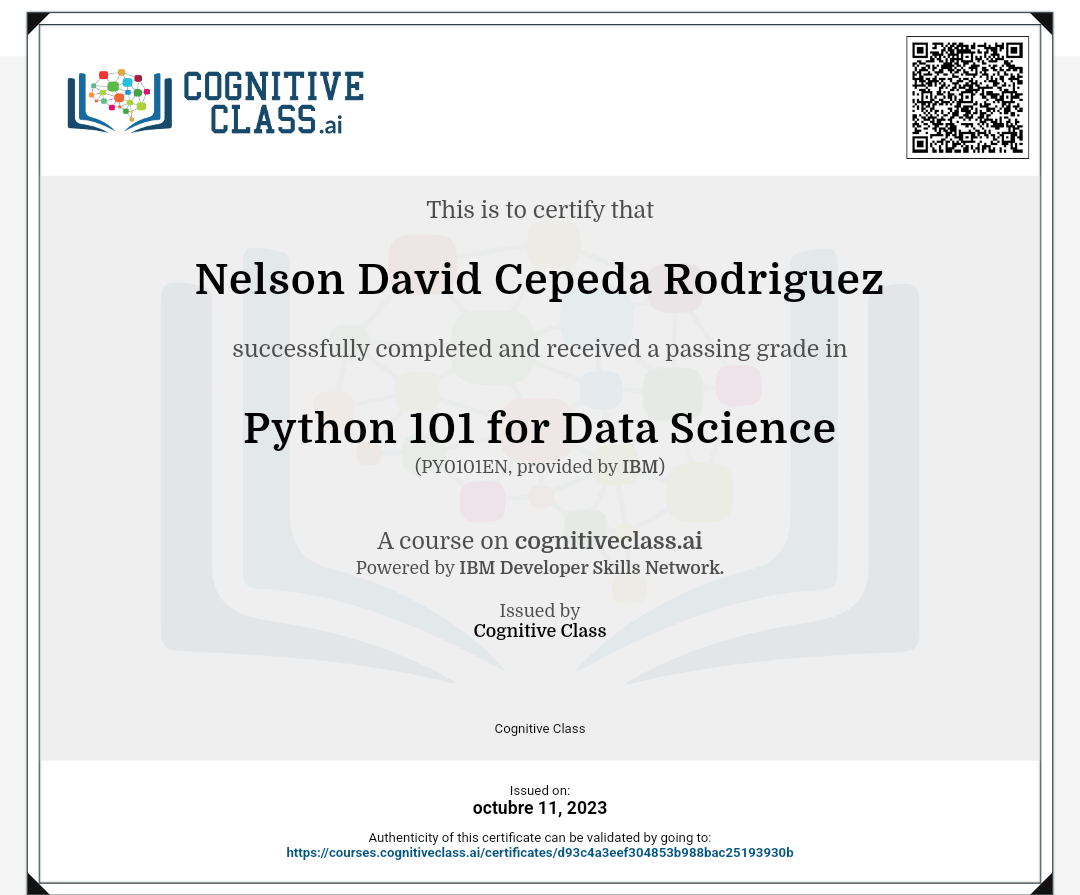 COGNITIVE
CLASS.ai
This is to certify that
Nelson David Cepeda Rodriguez
successfully completed and received a passing grade in
Python 101 for Data Science
(PY0101EN, provided by IBM)
A course on cognitiveclass.ai
Powered by IBM Developer Skills Network.
Issued by
Cognitive Class
Cognitive Class
Issued on:
octubre 11, 2023
Authenticity of this certificate can be validated by going to:
https://courses.cognitiveclass.ai/certificates/d93c4a3eef304853b988bac25193930b